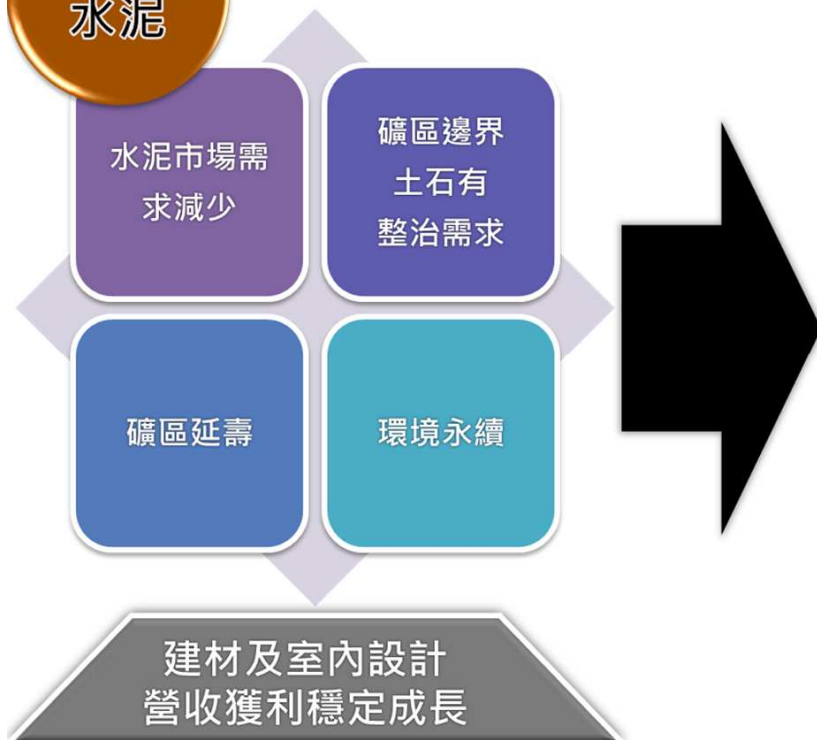 水泥
水泥市場需
求減少
礦區邊界
土石有
整治需求
礦區延壽
環境永續
建材及室內設計
營收獲利穩定成長